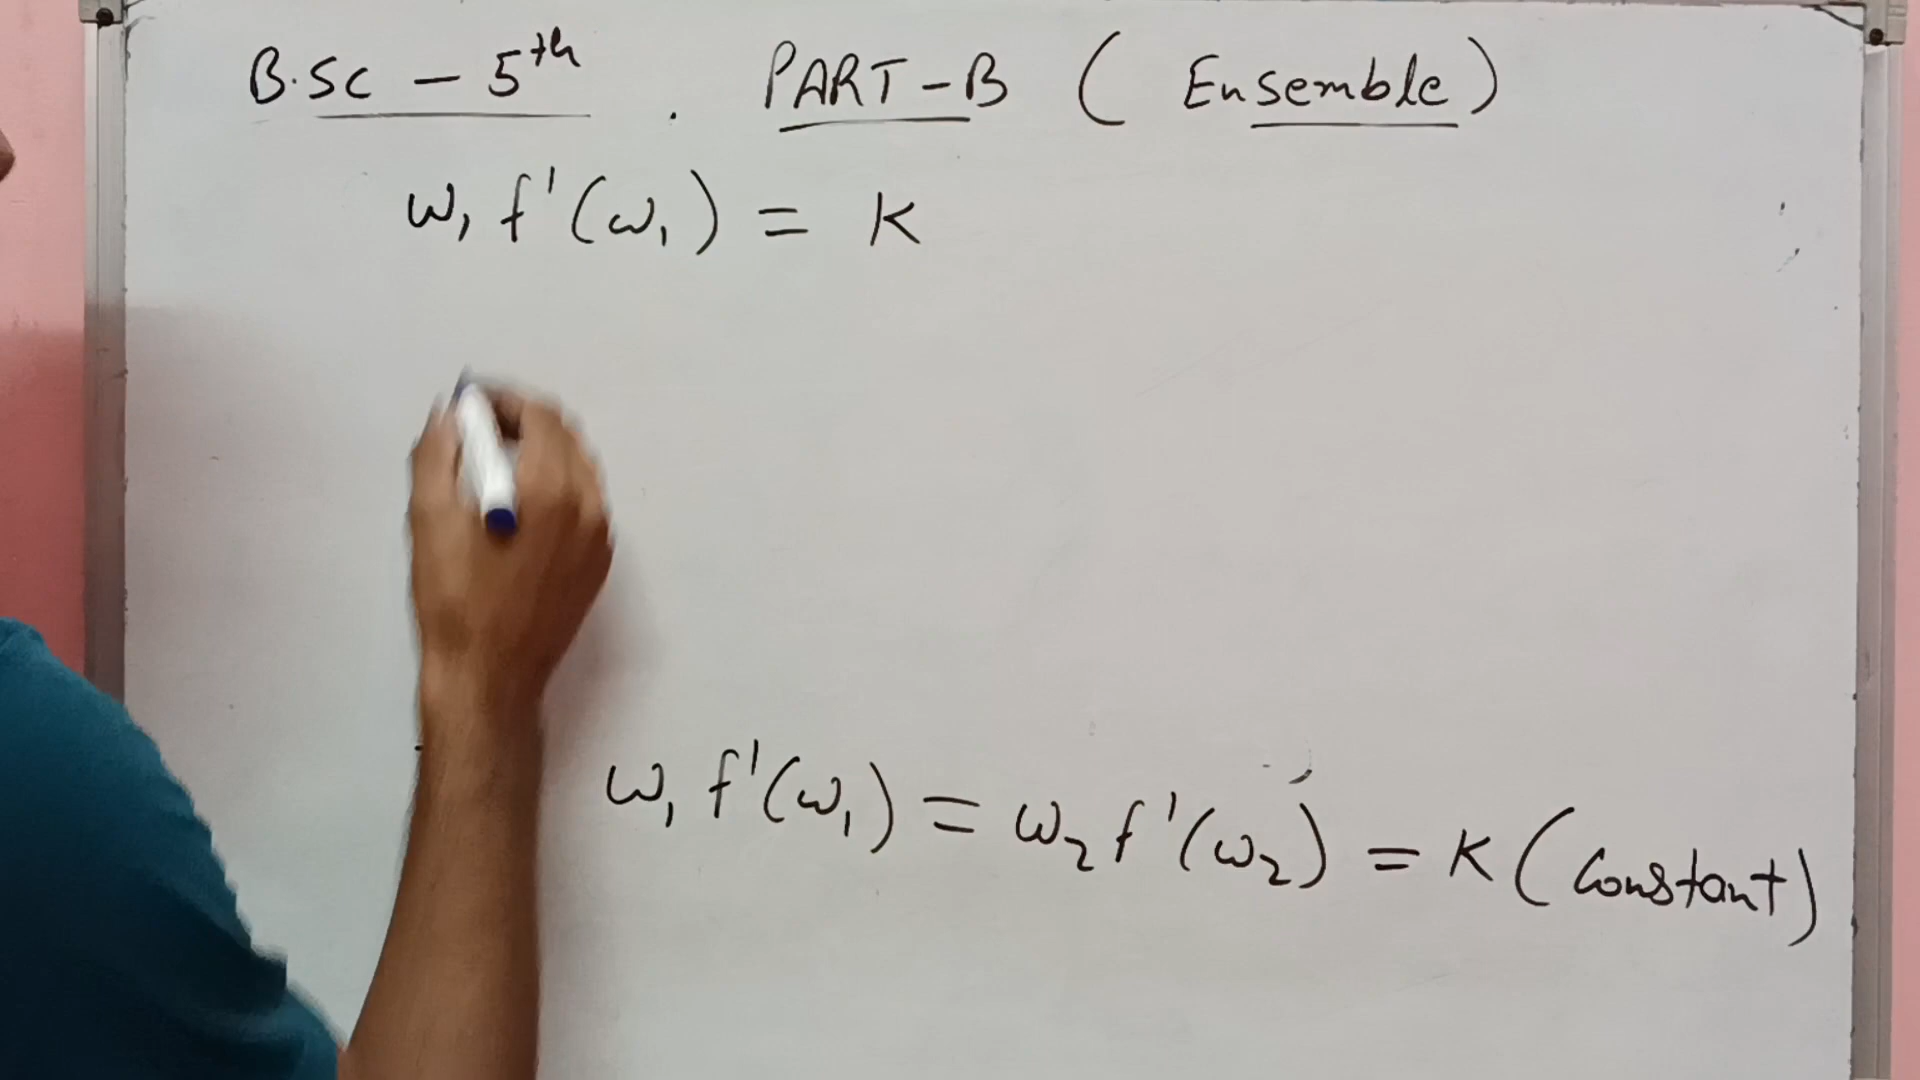 B.SC - 5th . PART-B ( Ensemble )
ω₁ f'(ω₁) = K
ω₁ f'(ω₁) = ω₂ f'(ω₂) = K (Constant)